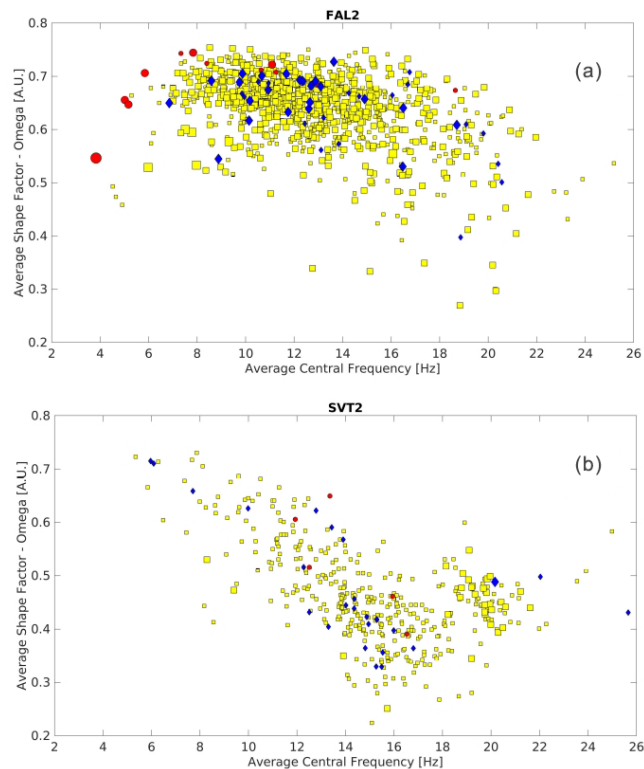 FAL2
0.8
(a)
0.7
0.6
0.5
0.4
0.3
0.2
Average Shape Factor - Omega [A.U.]
2 4 6 8 10 12 14 16 18 20 22 24 26
Average Central Frequency [Hz]
SVT2
0.8
(b)
0.7
0.6
0.5
0.4
0.3
0.2
Average Shape Factor - Omega [A.U.]
2 4 6 8 10 12 14 16 18 20 22 24 26
Average Central Frequency [Hz]